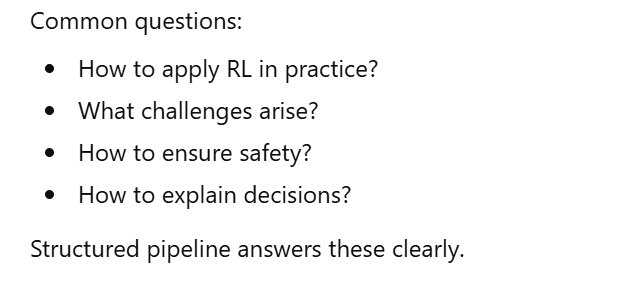 Common questions:
• How to apply RL in practice?
• What challenges arise?
• How to ensure safety?
• How to explain decisions?
Structured pipeline answers these clearly.